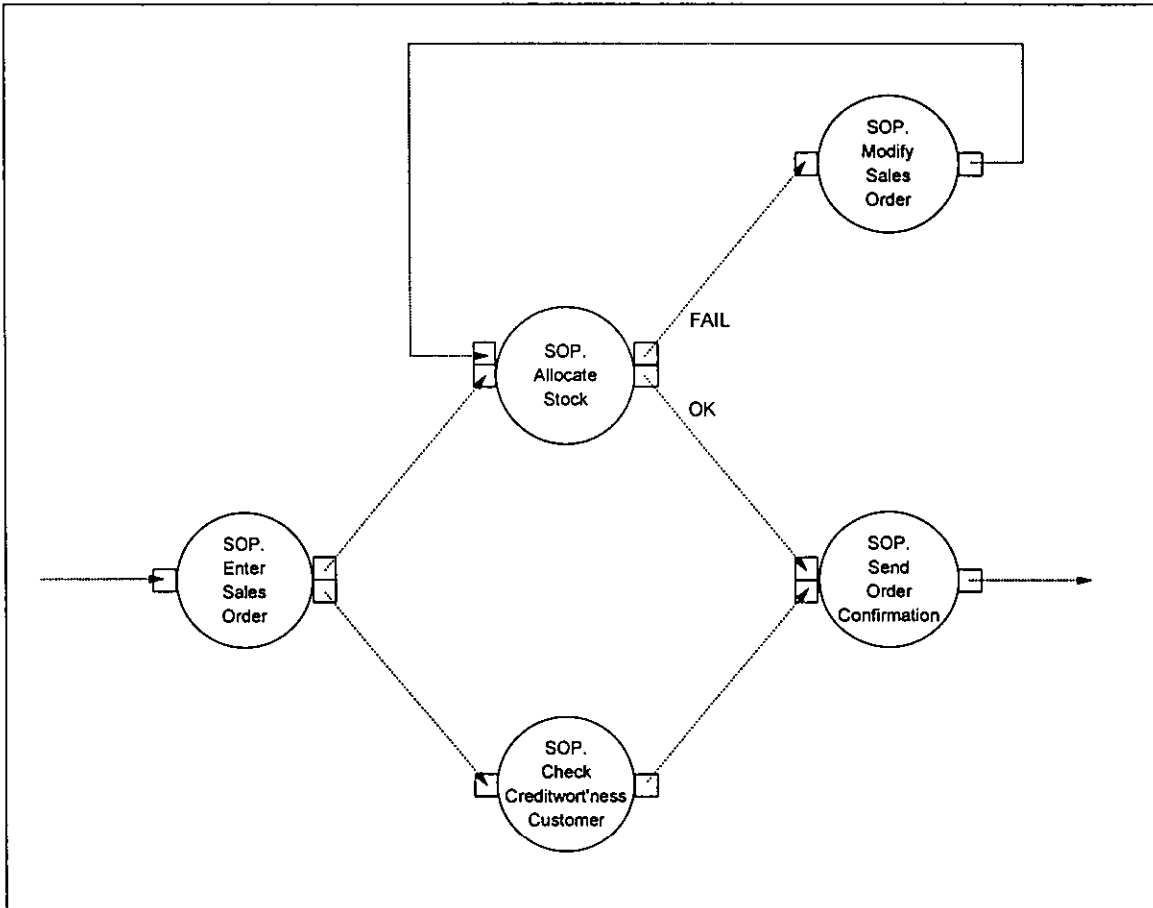 SOP.
Modify
Sales
Order
FAIL
SOP.
Allocate
Stock
OK
SOP.
Enter
Sales
Order
SOP.
Send
Order
Confirmation
SOP.
Check
Creditwort'ness
Customer